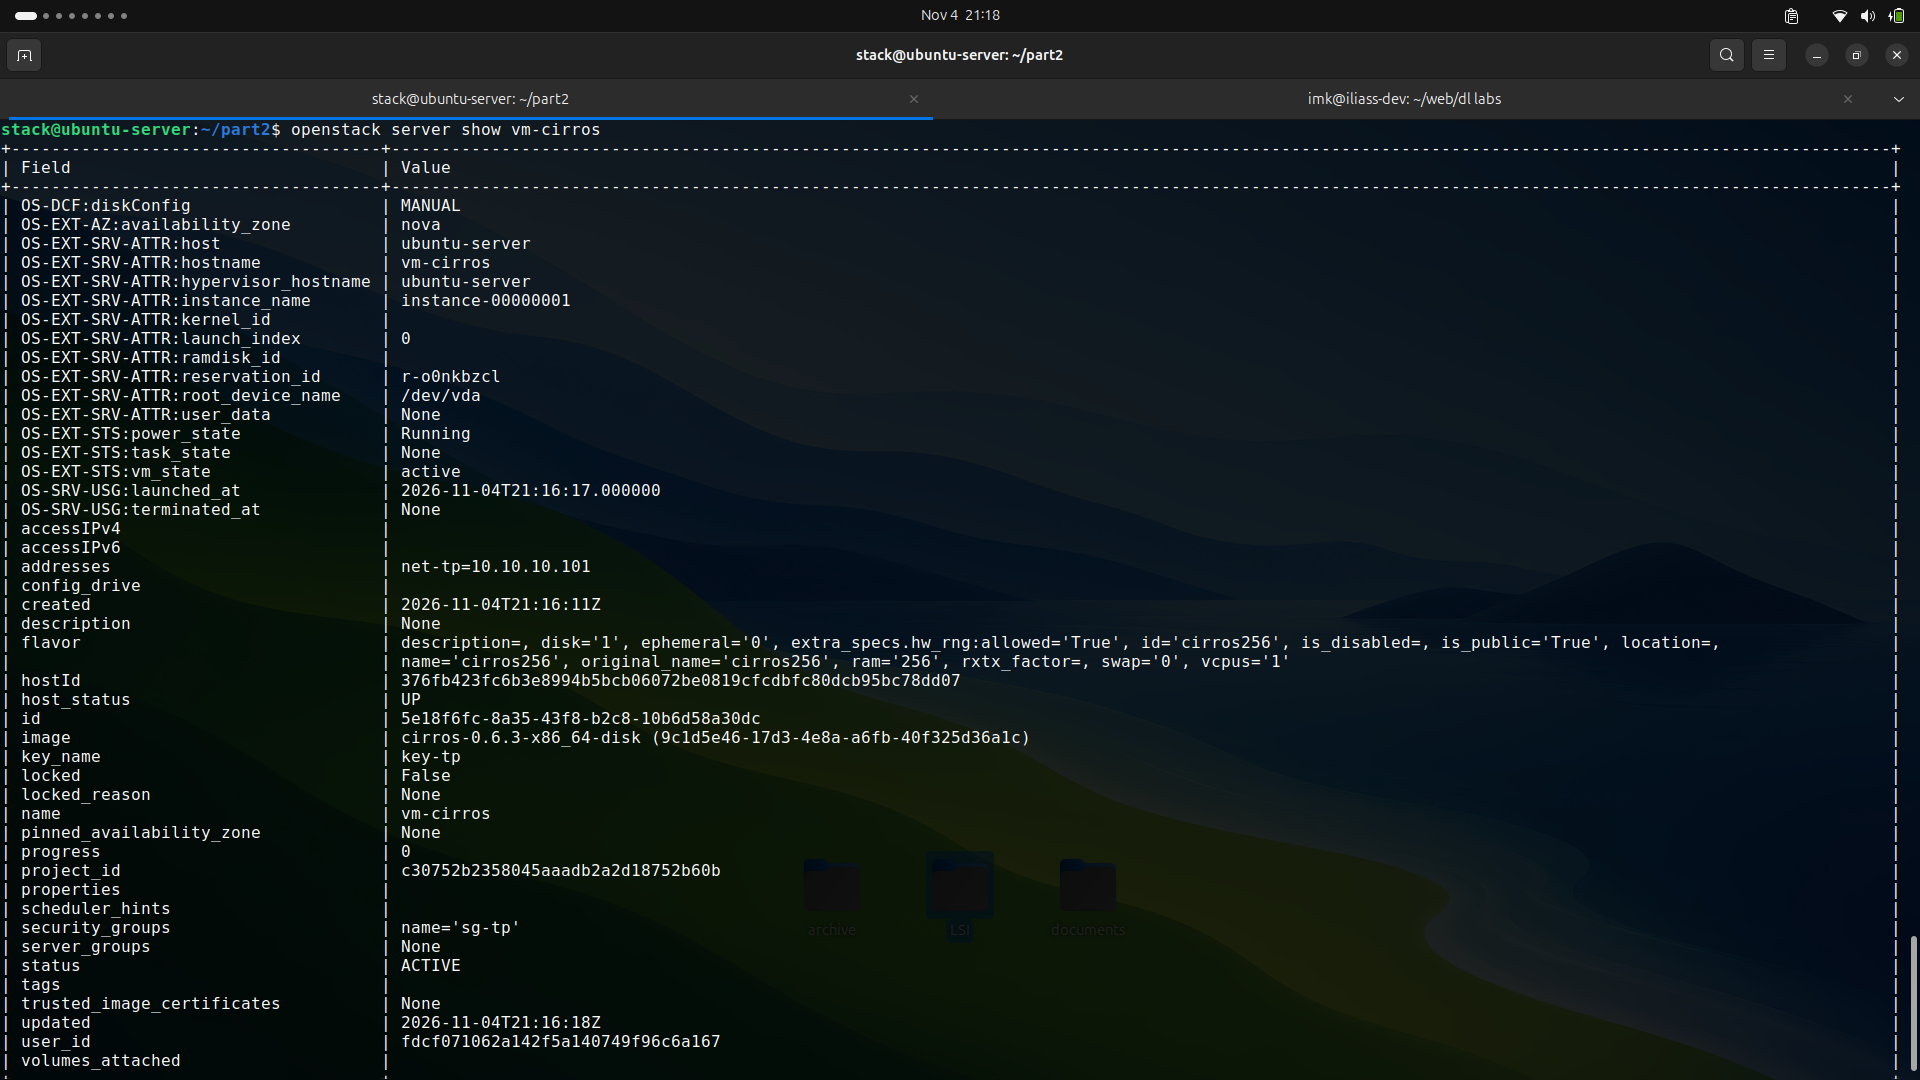 Nov 4 21:18
stack@ubuntu-server: ~/part2
stack@ubuntu-server: ~/part2
imk@iliass-dev: ~/web/dl labs
stack@ubuntu-server:~/part2$ openstack server show vm-cirros
+-------------------------------------+------------------------------------------------------------------------------------------------------------------------------------------------------+
| Field | Value |
+-------------------------------------+------------------------------------------------------------------------------------------------------------------------------------------------------+
| OS-DCF:diskConfig | MANUAL |
| OS-EXT-AZ:availability_zone | nova |
| OS-EXT-SRV-ATTR:host | ubuntu-server |
| OS-EXT-SRV-ATTR:hostname | vm-cirros |
| OS-EXT-SRV-ATTR:hypervisor_hostname | ubuntu-server |
| OS-EXT-SRV-ATTR:instance_name | instance-00000001 |
| OS-EXT-SRV-ATTR:kernel_id | |
| OS-EXT-SRV-ATTR:launch_index | 0 |
| OS-EXT-SRV-ATTR:ramdisk_id | |
| OS-EXT-SRV-ATTR:reservation_id | r-o0nkbzcl |
| OS-EXT-SRV-ATTR:root_device_name | /dev/vda |
| OS-EXT-SRV-ATTR:user_data | None |
| OS-EXT-STS:power_state | Running |
| OS-EXT-STS:task_state | None |
| OS-EXT-STS:vm_state | active |
| OS-SRV-USG:launched_at | 2026-11-04T21:16:17.000000 |
| OS-SRV-USG:terminated_at | None |
| accessIPv4 | |
| accessIPv6 | |
| addresses | net-tp=10.10.10.101 |
| config_drive | |
| created | 2026-11-04T21:16:11Z |
| description | None |
| flavor | description=, disk='1', ephemeral='0', extra_specs.hw_rng:allowed='True', id='cirros256', is_disabled=, is_public='True', location=, |
| | name='cirros256', original_name='cirros256', ram='256', rxtx_factor=, swap='0', vcpus='1' |
| hostId | 376fb423fc6b3e8994b5bcb06072be0819cfcdbfc80dcb95bc78dd07 |
| host_status | UP |
| id | 5e18f6fc-8a35-43f8-b2c8-10b6d58a30dc |
| image | cirros-0.6.3-x86_64-disk (9c1d5e46-17d3-4e8a-a6fb-40f325d36a1c) |
| key_name | key-tp |
| locked | False |
| locked_reason | None |
| name | vm-cirros |
| pinned_availability_zone | None |
| progress | 0 |
| project_id | c30752b2358045aaadb2a2d18752b60b |
| properties | |
| scheduler_hints | |
| security_groups | name='sg-tp' |
| server_groups | None |
| status | ACTIVE |
| tags | |
| trusted_image_certificates | None |
| updated | 2026-11-04T21:16:18Z |
| user_id | fdcf071062a142f5a140749f96c6a167 |
| volumes_attached | |
archive
LSI
documents